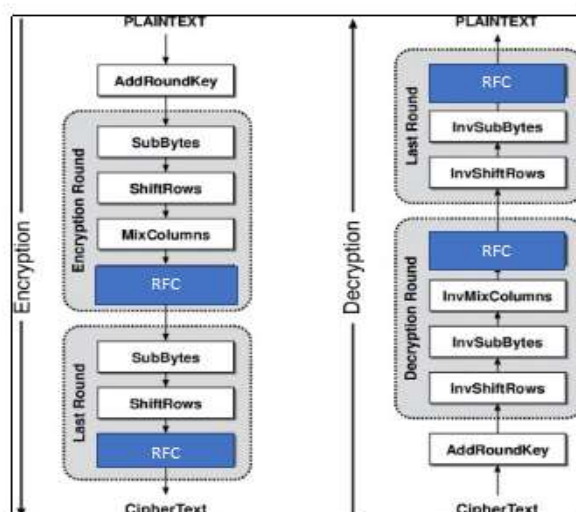 PLAINTEXT
AddRoundKey
SubBytes
ShiftRows
MixColumns
RFC
Encryption Round
SubBytes
ShiftRows
RFC
Last Round
CipherText
Encryption
PLAINTEXT
RFC
InvSubBytes
InvShiftRows
Last Round
RFC
InvMixColumns
InvSubBytes
InvShiftRows
Decryption Round
AddRoundKey
CipherText
Decryption